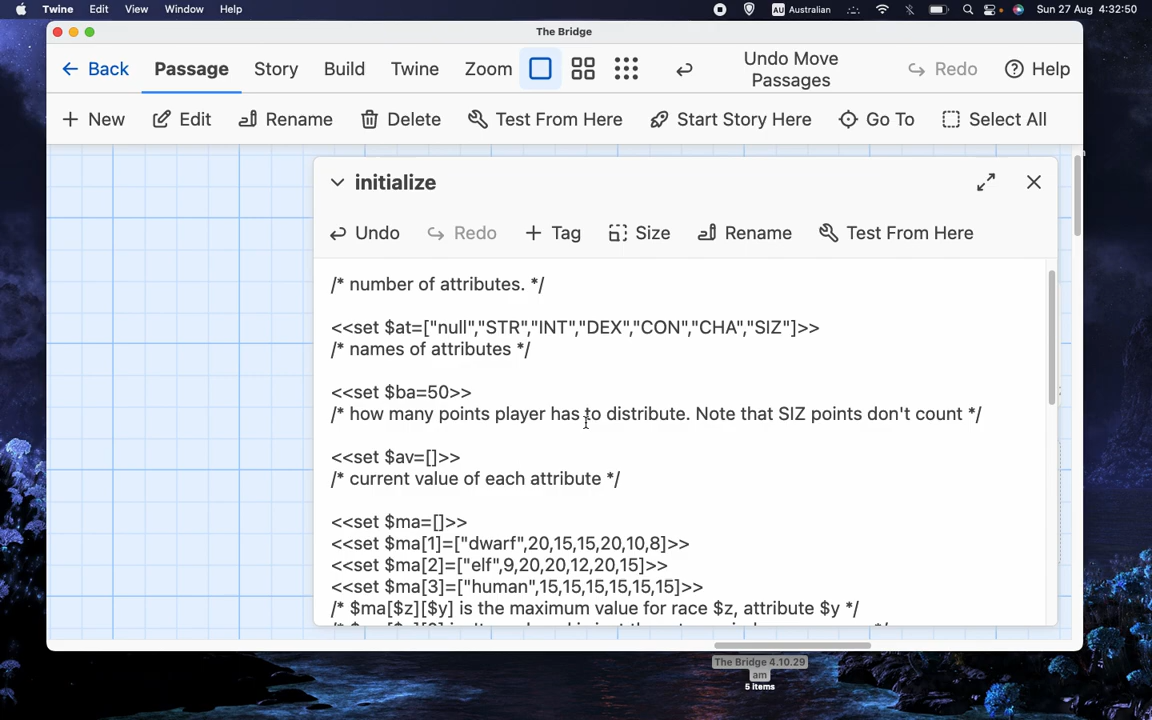 Twine Edit View Window Help AU Australian Sun 27 Aug 4:32:50
The Bridge
Back Passage Story Build Twine Zoom Undo Move Passages Redo Help
New Edit Rename Delete Test From Here Start Story Here Go To Select All
initialize
Undo Redo Tag Size Rename Test From Here
/* number of attributes. */
<<set $at=["null","STR","INT","DEX","CON","CHA","SIZ"]>>
/* names of attributes */
<<set $ba=50>>
/* how many points player has to distribute. Note that SIZ points don't count */
<<set $av=[]>>
/* current value of each attribute */
<<set $ma=[]>>
<<set $ma[1]=["dwarf",20,15,15,20,10,8]>>
<<set $ma[2]=["elf",9,20,20,12,20,15]>>
<<set $ma[3]=["human",15,15,15,15,15,15]>>
/* $ma[$z][$y] is the maximum value for race $z, attribute $y */
The Bridge 4.10.29
am
5 items